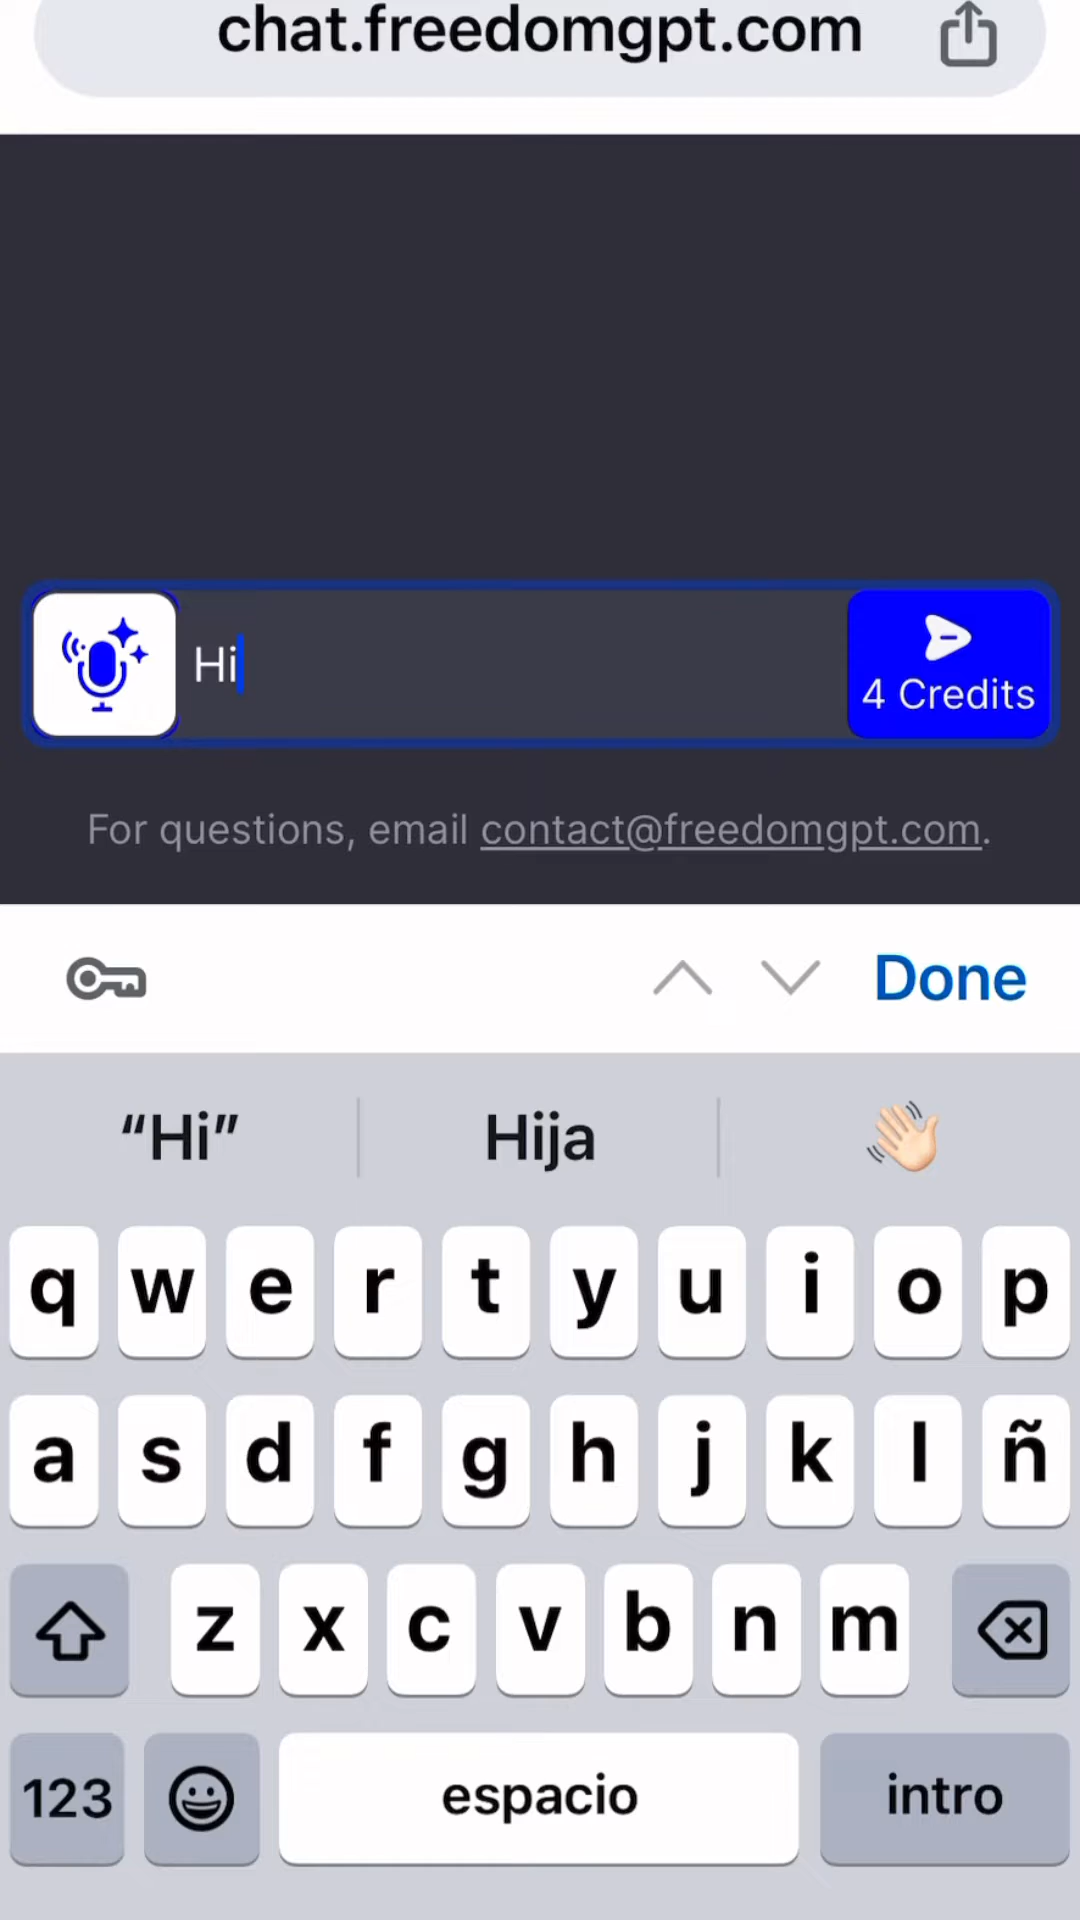 chat.freedomgpt.com
Hi
4 Credits
For questions, email contact@freedomgpt.com.
Done
“Hi” Hija 👋🏻
q w e r t y u i o p
a s d f g h j k l ñ
z x c v b n m
123 espacio intro